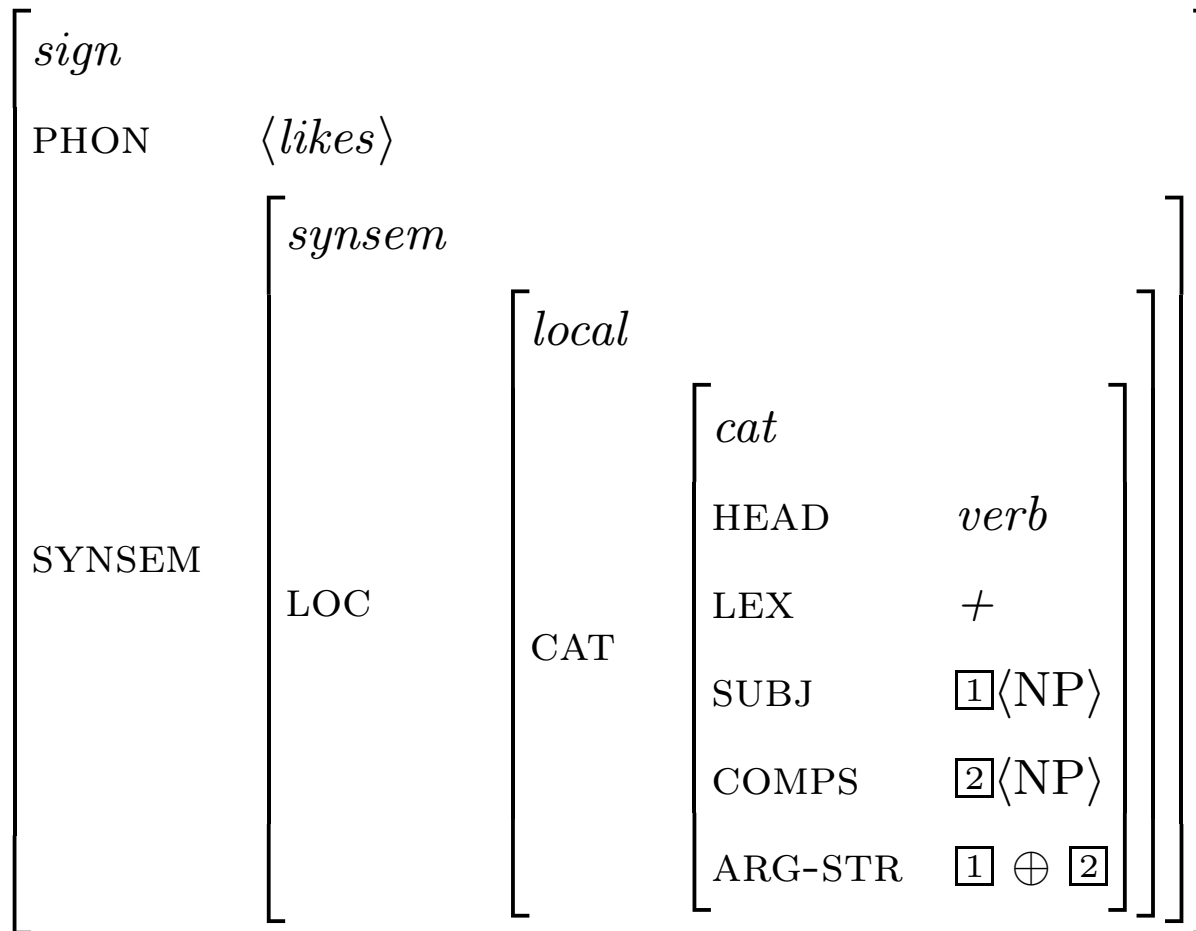 sign
PHON ⟨likes⟩
synsem
local
cat
HEAD verb
SYNSEM
LOC
LEX +
CAT
SUBJ 1⟨NP⟩
COMPS 2⟨NP⟩
ARG-STR 1 ⊕ 2